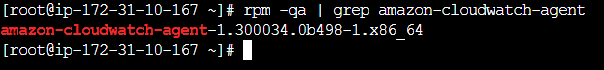 [root@ip-172-31-10-167 ~]# rpm -qa | grep amazon-cloudwatch-agent
amazon-cloudwatch-agent-1.300034.0b498-1.x86_64
[root@ip-172-31-10-167 ~]#